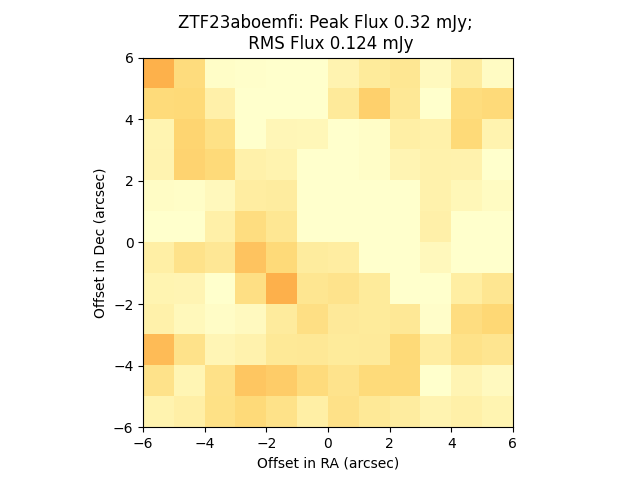 ZTF23aboemfi: Peak Flux 0.32 mJy;
RMS Flux 0.124 mJy
6
4
2
0
−2
−4
−6
Offset in Dec (arcsec)
−6 −4 −2 0 2 4 6
Offset in RA (arcsec)